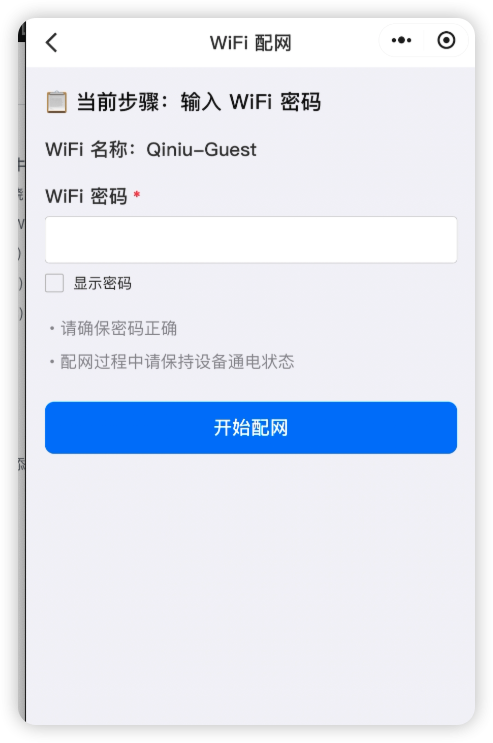 WiFi 配网
当前步骤：输入 WiFi 密码
WiFi 名称：Qiniu-Guest
WiFi 密码 *
显示密码
· 请确保密码正确
· 配网过程中请保持设备通电状态
开始配网